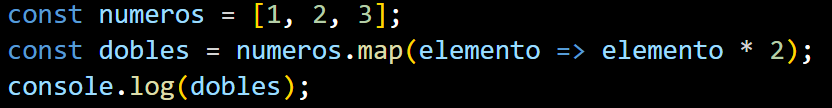 const numeros = [1, 2, 3];
const dobles = numeros.map(elemento => elemento * 2);
console.log(dobles);